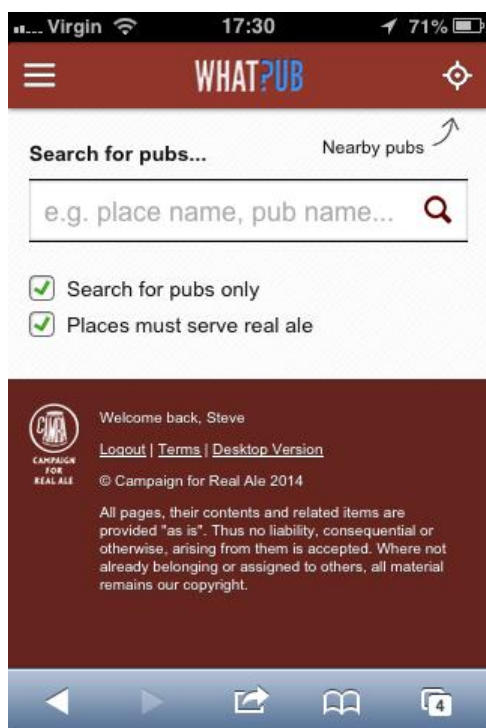 .... Virgin 17:30 71%
WHAT?PUB
Nearby pubs
Search for pubs...
e.g. place name, pub name...
Search for pubs only
Places must serve real ale
CAMRA
CAMPAIGN
FOR
REAL ALE
Welcome back, Steve
Logout | Terms | Desktop Version
© Campaign for Real Ale 2014
All pages, their contents and related items are
provided "as is". Thus no liability, consequential or
otherwise, arising from them is accepted. Where not
already belonging or assigned to others, all material
remains our copyright.
4